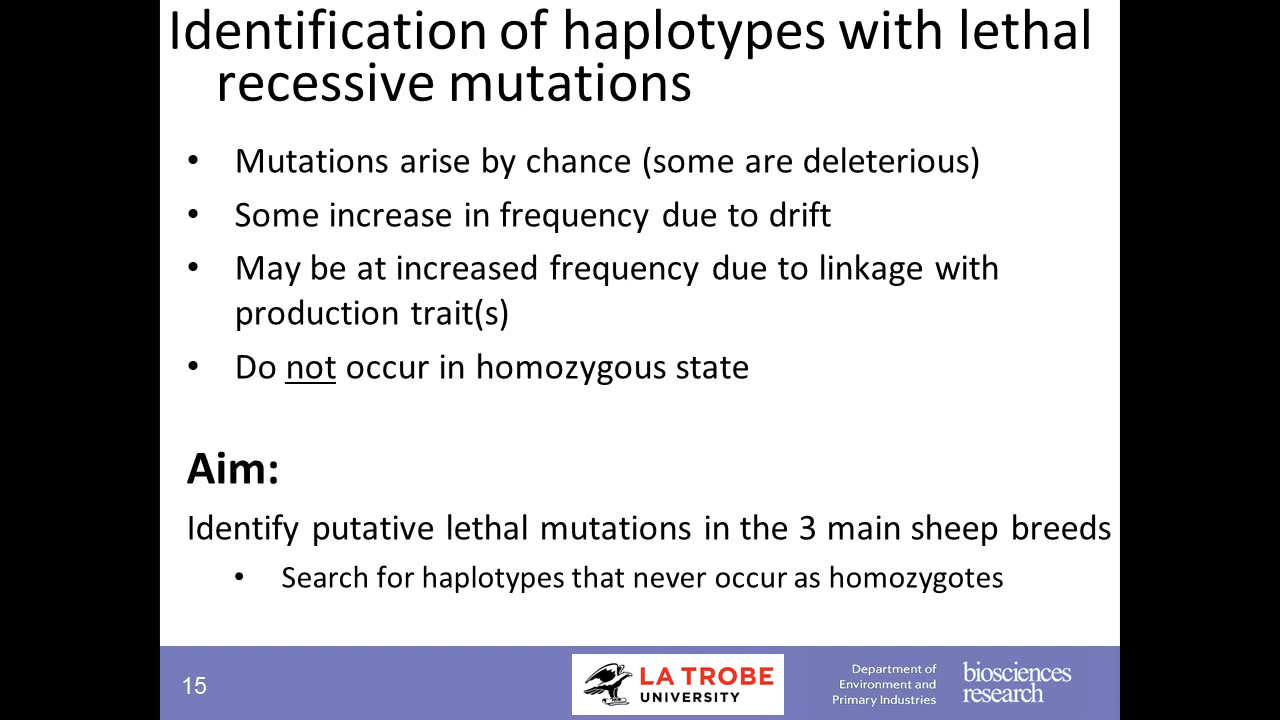 Identification of haplotypes with lethal
recessive mutations
• Mutations arise by chance (some are deleterious)
• Some increase in frequency due to drift
• May be at increased frequency due to linkage with
production trait(s)
• Do not occur in homozygous state
Aim:
Identify putative lethal mutations in the 3 main sheep breeds
• Search for haplotypes that never occur as homozygotes
15
LA TROBE
UNIVERSITY
Department of
Environment and
Primary Industries
biosciences
research